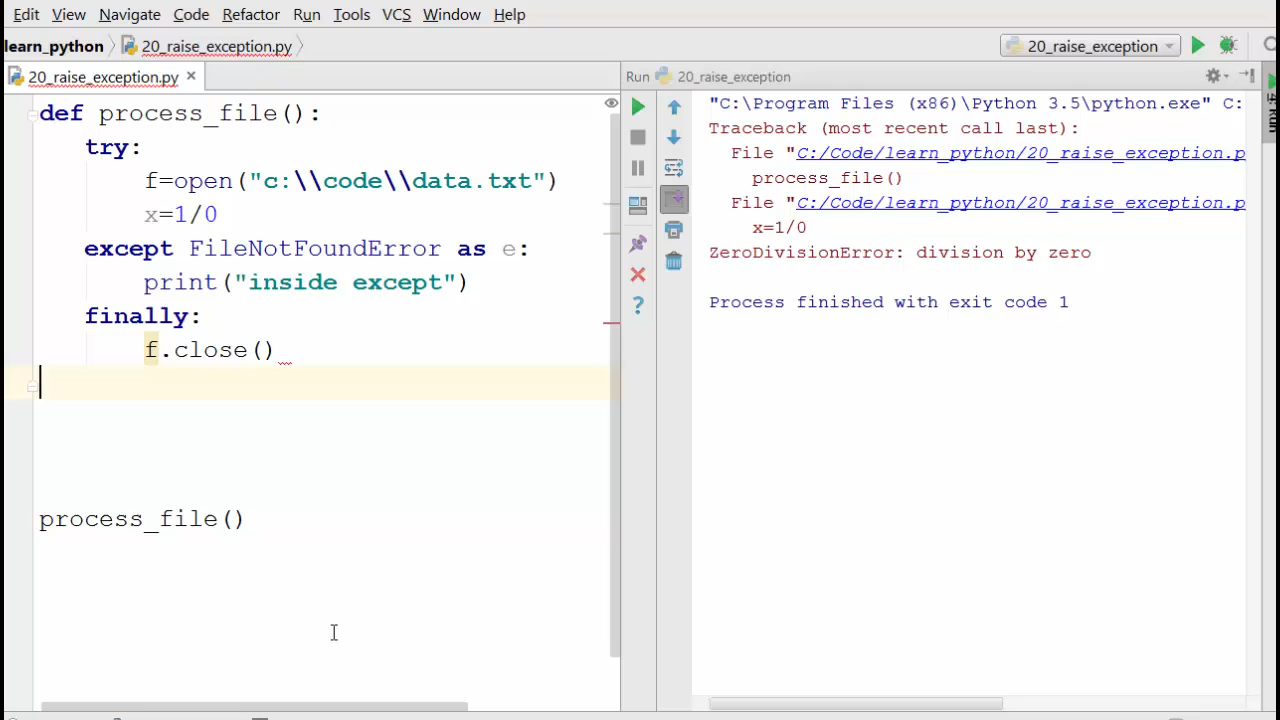 Edit View Navigate Code Refactor Run Tools VCS Window Help
learn_python 20_raise_exception.py 20_raise_exception
20_raise_exception.py × Run 20_raise_exception
def process_file():
try:
f=open("c:\\code\\data.txt")
x=1/0
except FileNotFoundError as e:
print("inside except")
finally:
f.close()
process_file()
"C:\Program Files (x86)\Python 3.5\python.exe" C:
Traceback (most recent call last):
File "C:/Code/learn_python/20_raise_exception.p
process_file()
File "C:/Code/learn_python/20_raise_exception.p
x=1/0
ZeroDivisionError: division by zero
Process finished with exit code 1
4: Run